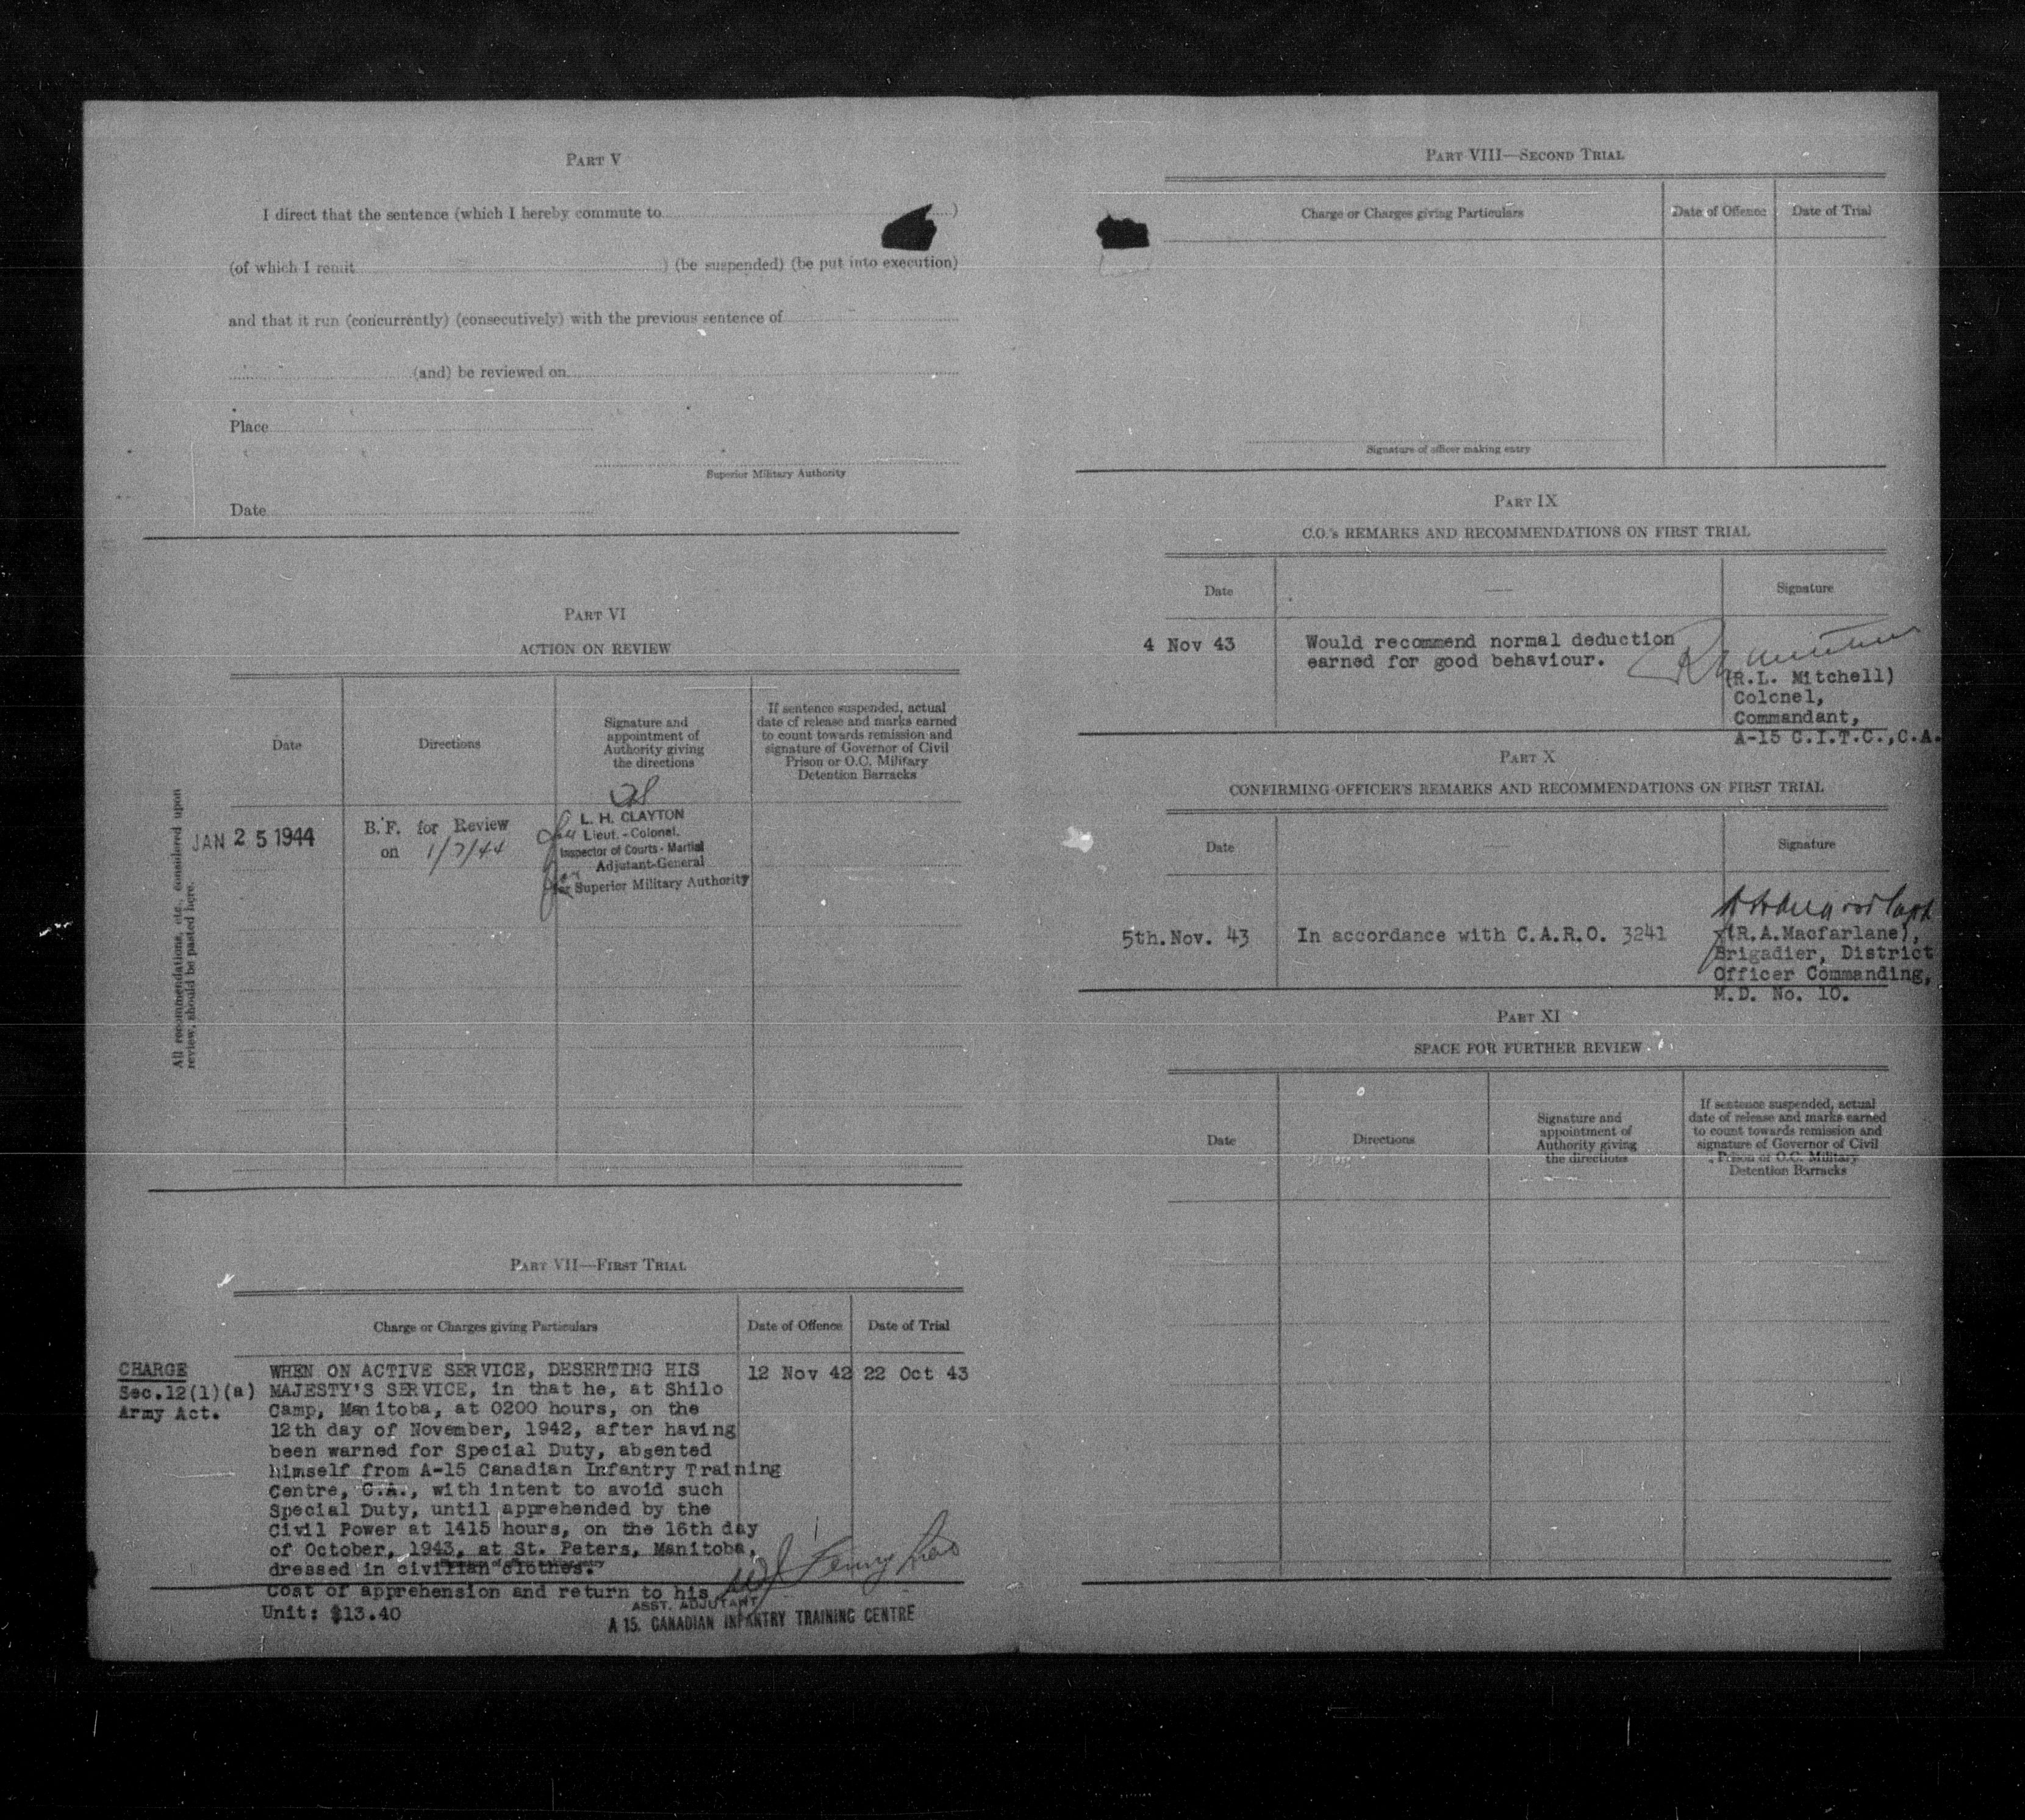 PART V
I direct that the sentence (which I hereby commute to )
(of which I remit ) (be suspended) (be put into execution)
and that it run (concurrently) (consecutively) with the previous sentence of
(and) be reviewed on
Place
Superior Military Authority
Date
PART VI
ACTION ON REVIEW
Date
Directions
Signature and
appointment of
Authority giving
the directions
If sentence suspended, actual
date of release and marks earned
to count towards remission and
signature of Governor of Civil
Prison or O.C. Military
Detention Barracks
All recommendations, etc., considered upon
review, should be pasted here.
JAN 25 1944
B.F. for Review
on 1/7/44
L. H. CLAYTON
Lieut.-Colonel.
Inspector of Courts-Martial
Adjutant-General
for Superior Military Authority
PART VII—FIRST TRIAL
Charge or Charges giving Particulars
Date of Offence
Date of Trial
CHARGE
Sec.12(1)(a)
Army Act.
WHEN ON ACTIVE SERVICE, DESERTING HIS
MAJESTY'S SERVICE, in that he, at Shilo
Camp, Manitoba, at 0200 hours, on the
12th day of November, 1942, after having
been warned for Special Duty, absented
himself from A-15 Canadian Infantry Training
Centre, C.A., with intent to avoid such
Special Duty, until apprehended by the
Civil Power at 1415 hours, on the 16th day
of October, 1943, at St. Peters, Manitoba,
dressed in civilian clothes.
Cost of apprehension and return to his
Unit: $13.40
12 Nov 42
22 Oct 43
Signature of officer making entry
ASST. ADJUTANT
A 15. CANADIAN INFANTRY TRAINING CENTRE
PART VIII—SECOND TRIAL
Charge or Charges giving Particulars
Date of Offence
Date of Trial
Signature of officer making entry
PART IX
C.O.'s REMARKS AND RECOMMENDATIONS ON FIRST TRIAL
Date
Signature
4 Nov 43
Would recommend normal deduction
earned for good behaviour.
(R.L. Mitchell)
Colonel,
Commandant,
A-15 C.I.T.C.,C.A.
PART X
CONFIRMING OFFICER'S REMARKS AND RECOMMENDATIONS ON FIRST TRIAL
Date
Signature
5th. Nov. 43
In accordance with C.A.R.O. 3241
(R.A.Macfarlane),
Brigadier, District
Officer Commanding,
M.D. No. 10.
PART XI
SPACE FOR FURTHER REVIEW
Date
Directions
Signature and
appointment of
Authority giving
the directions
If sentence suspended, actual
date of release and marks earned
to count towards remission and
signature of Governor of Civil
Prison or O.C. Military
Detention Barracks